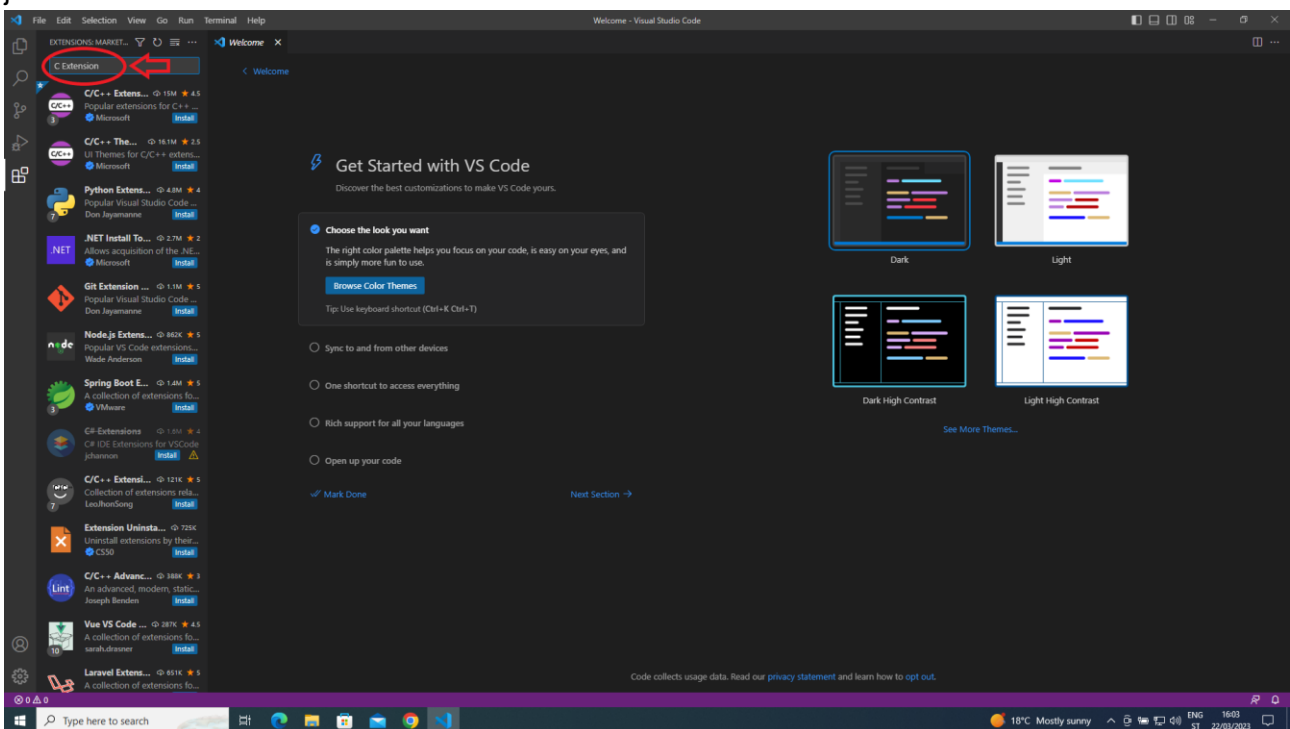 j
File Edit Selection View Go Run Terminal Help
Welcome - Visual Studio Code
EXTENSIONS: MARKET...
Welcome
C Extension
< Welcome
C/C++ Extens... 15M ★ 4.5
Popular extensions for C++ ...
Microsoft Install
3
C/C++ The... 16.1M ★ 2.5
UI Themes for C/C++ extens...
Microsoft Install
Python Extens... 4.8M ★ 4
Popular Visual Studio Code ...
Don Jayamanne Install
7
.NET Install To... 2.7M ★ 2
Allows acquisition of the .NE...
Microsoft Install
Git Extension ... 1.1M ★ 5
Popular Visual Studio Code ...
Don Jayamanne Install
Node.js Extens... 862K ★ 5
Popular VS Code extensions...
Wade Anderson Install
Spring Boot E... 1.4M ★ 5
A collection of extensions fo...
VMware Install
3
C# Extensions 1.6M ★ 4
C# IDE Extensions for VSCode
jchannon Install
C/C++ Extensi... 121K ★ 5
Collection of extensions rela...
LeoJhonSong Install
7
Extension Uninsta... 725K
Uninstall extensions by their...
CS50 Install
C/C++ Advanc... 388K ★ 3
An advanced, modern, static...
Joseph Benden Install
Vue VS Code ... 287K ★ 4.5
A collection of extensions fo...
sarah.drasner Install
10
Laravel Extens... 651K ★ 5
A collection of extensions fo...
Get Started with VS Code
Discover the best customizations to make VS Code yours.
Choose the look you want
The right color palette helps you focus on your code, is easy on your eyes, and
is simply more fun to use.
Browse Color Themes
Tip: Use keyboard shortcut (Ctrl+K Ctrl+T)
Sync to and from other devices
One shortcut to access everything
Rich support for all your languages
Open up your code
Mark Done
Next Section →
Dark
Light
Dark High Contrast
Light High Contrast
See More Themes...
Code collects usage data. Read our privacy statement and learn how to opt out.
0 0
Type here to search
18°C Mostly sunny
ENG
ST
16:03
22/03/2023